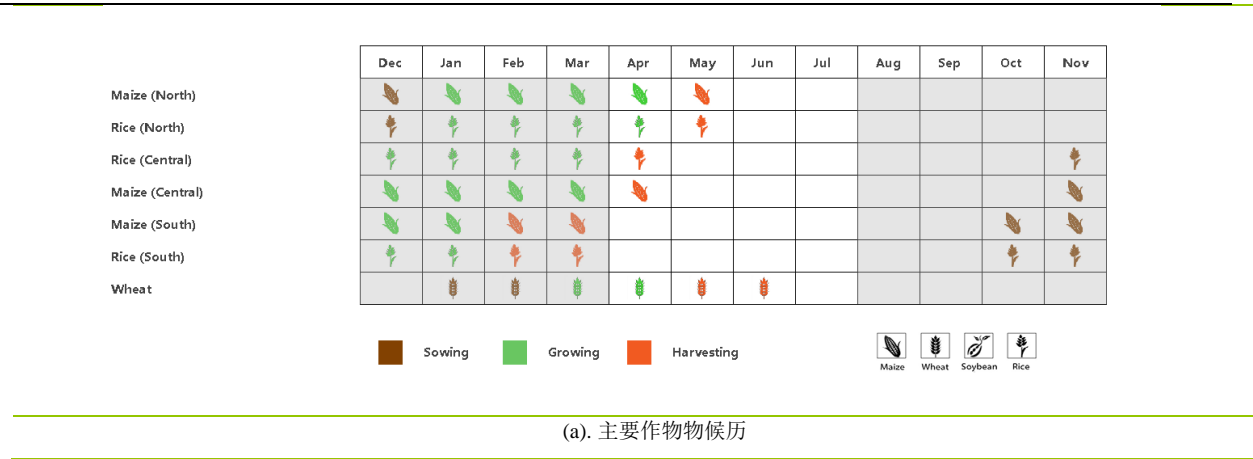 Dec Jan Feb Mar Apr May Jun Jul Aug Sep Oct Nov
Maize (North)
Rice (North)
Rice (Central)
Maize (Central)
Maize (South)
Rice (South)
Wheat
Sowing Growing Harvesting
Maize Wheat Soybean Rice
(a). 主要作物物候历